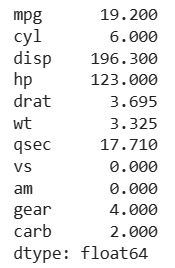 mpg 19.200
cyl 6.000
disp 196.300
hp 123.000
drat 3.695
wt 3.325
qsec 17.710
vs 0.000
am 0.000
gear 4.000
carb 2.000
dtype: float64